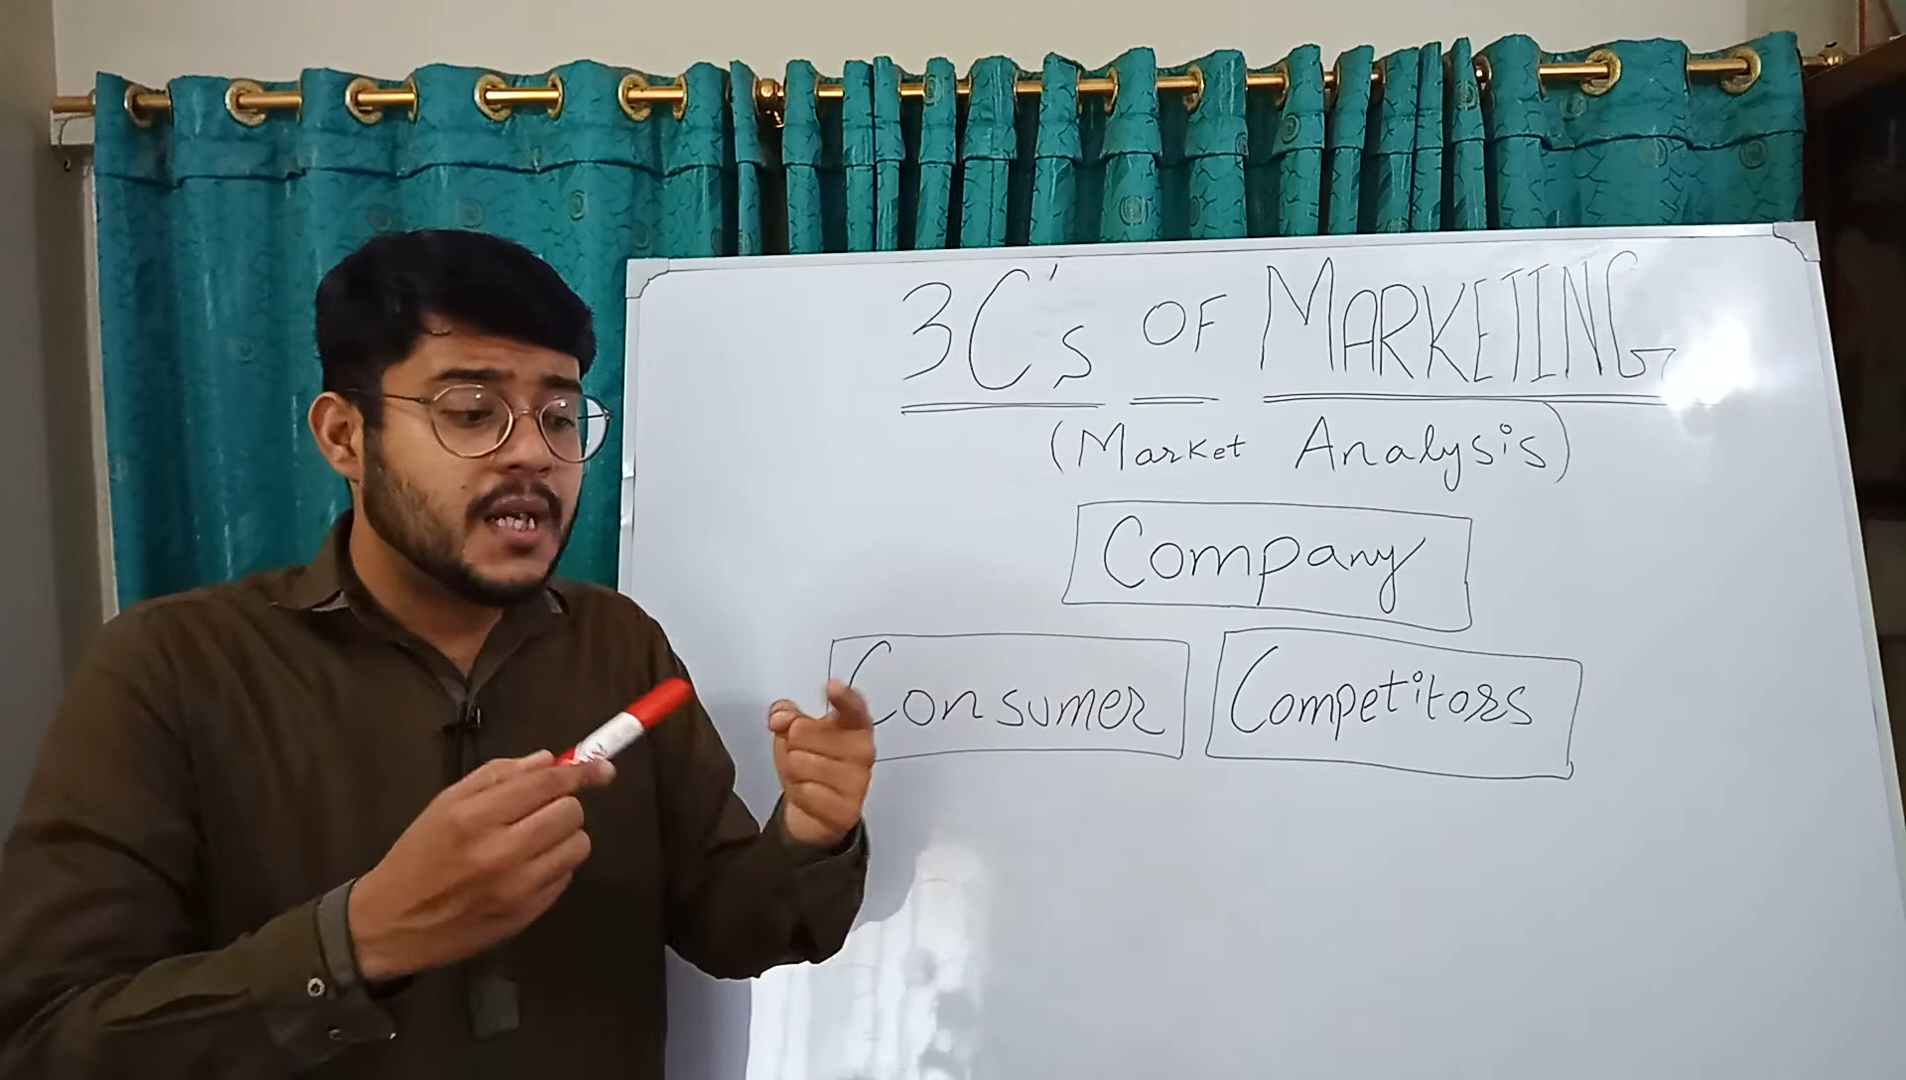 3C's OF MARKETING
(Market Analysis)
Company
Consumer Competitors